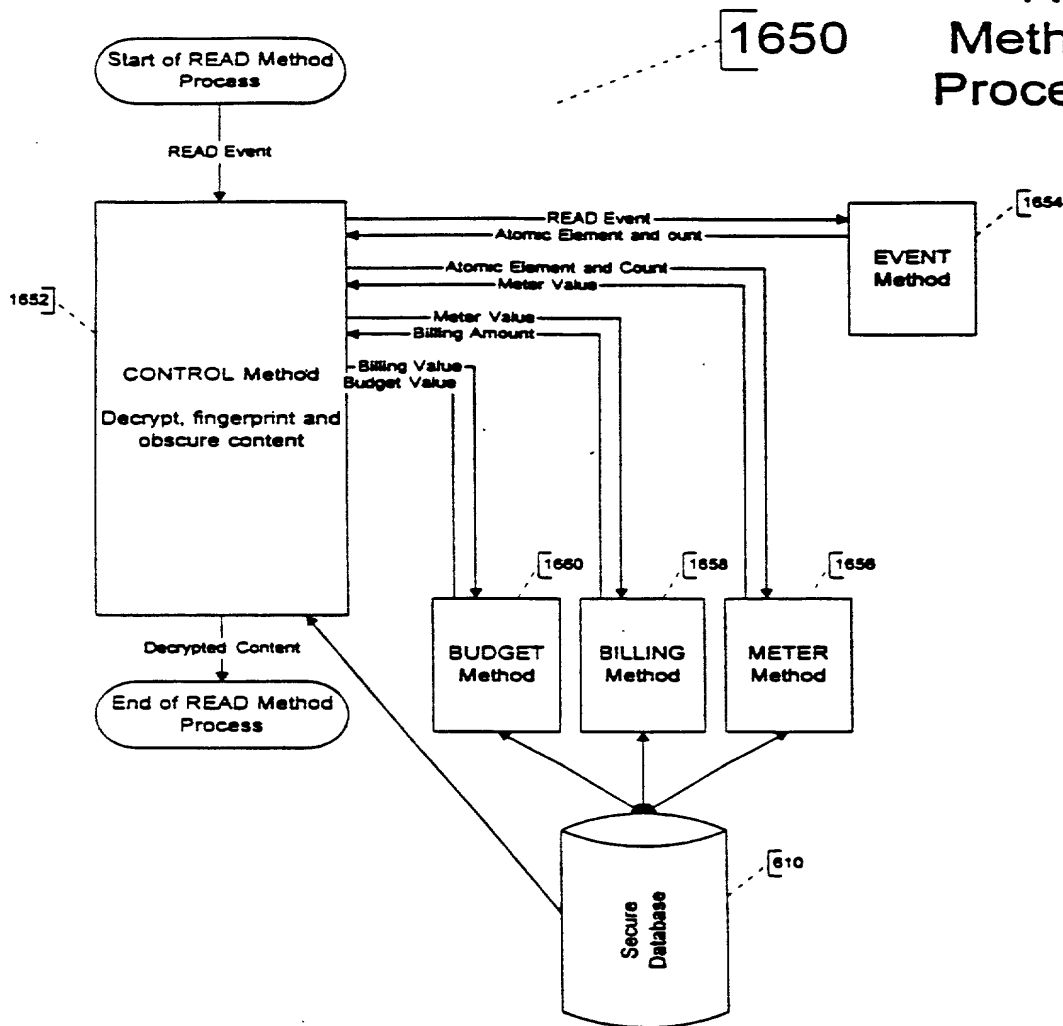 1650
Meth
Proce
Start of READ Method
Process
READ Event
READ Event
Atomic Element and ount
1654
EVENT
Method
Atomic Element and Count
Meter Value
1652
Meter Value
Billing Amount
Billing Value
Budget Value
CONTROL Method
Decrypt, fingerprint and
obscure content
1660
1658
1656
BUDGET
Method
BILLING
Method
METER
Method
Decrypted Content
End of READ Method
Process
610
Secure
Database